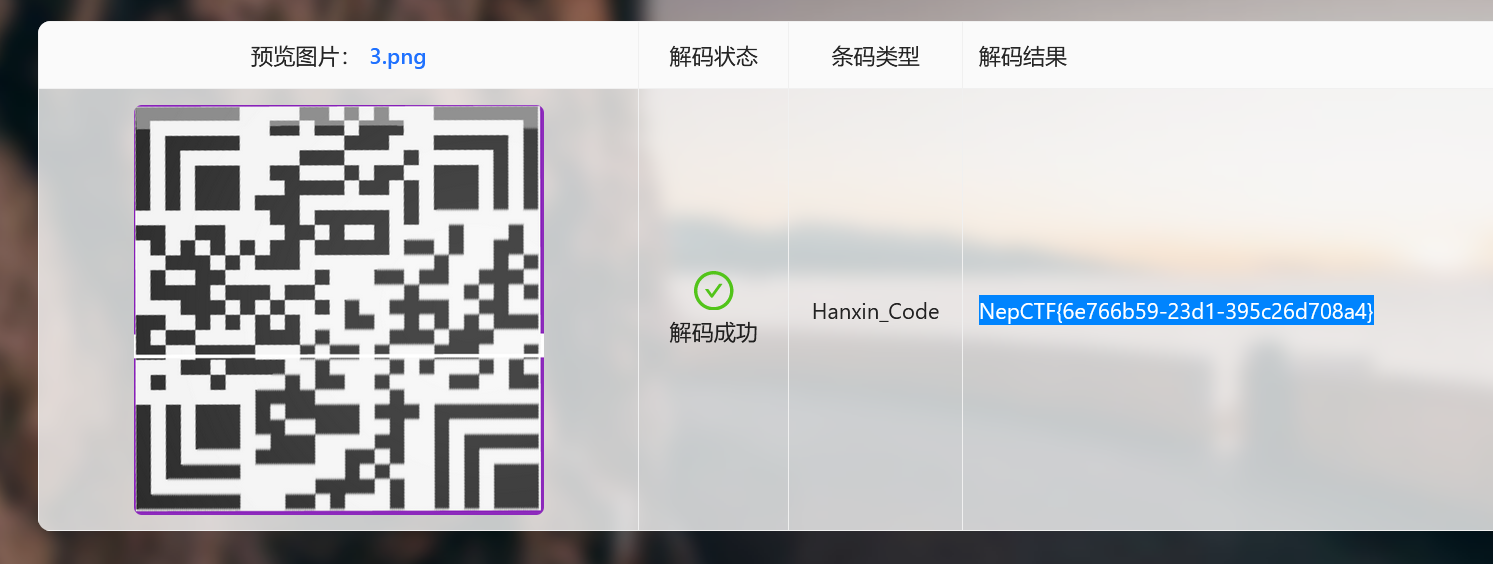 预览图片： 3.png
解码状态
条码类型
解码结果
解码成功
Hanxin_Code
NepCTF{6e766b59-23d1-395c26d708a4}